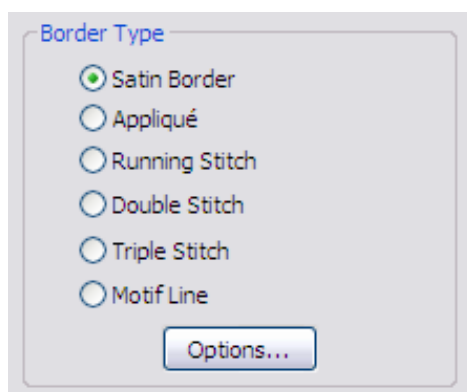 Border Type
Satin Border
Appliqué
Running Stitch
Double Stitch
Triple Stitch
Motif Line
Options...